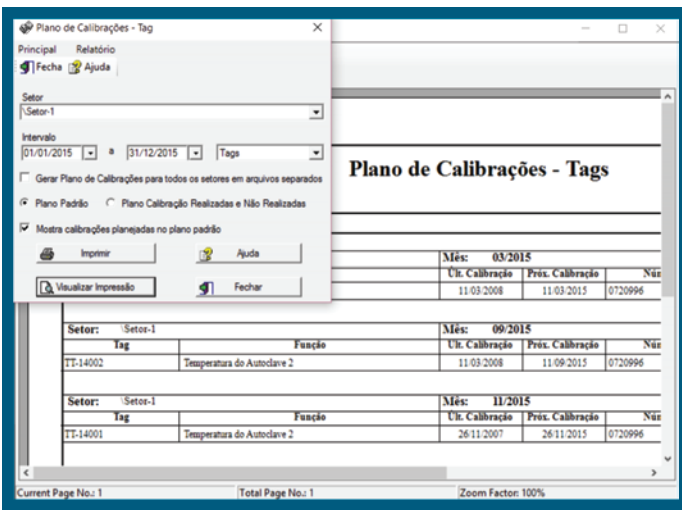 Plano de Calibrações - Tag
Principal Relatório
Fecha Ajuda
Setor
\Setor-1
Intervalo
01/01/2015 a 31/12/2015 Tags
Gerar Plano de Calibrações para todos os setores em arquivos separados
Plano Padrão Plano Calibração Realizadas e Não Realizadas
Mostra calibrações planejadas no plano padrão
Imprimir Ajuda
Visualizar Impressão Fechar
Plano de Calibrações - Tags
Mês: 03/2015
Últ. Calibração Próx. Calibração Núm
11/03/2008 11/03/2015 0720996
Setor: \Setor-1 Mês: 09/2015
Tag Função Últ. Calibração Próx. Calibração Núm
TT-14002 Temperatura do Autoclave 2 11/03/2008 11/09/2015 0720996
Setor: \Setor-1 Mês: 11/2015
Tag Função Últ. Calibração Próx. Calibração Núm
TT-14001 Temperatura do Autoclave 2 26/11/2007 26/11/2015 0720996
Current Page No.: 1 Total Page No.: 1 Zoom Factor: 100%